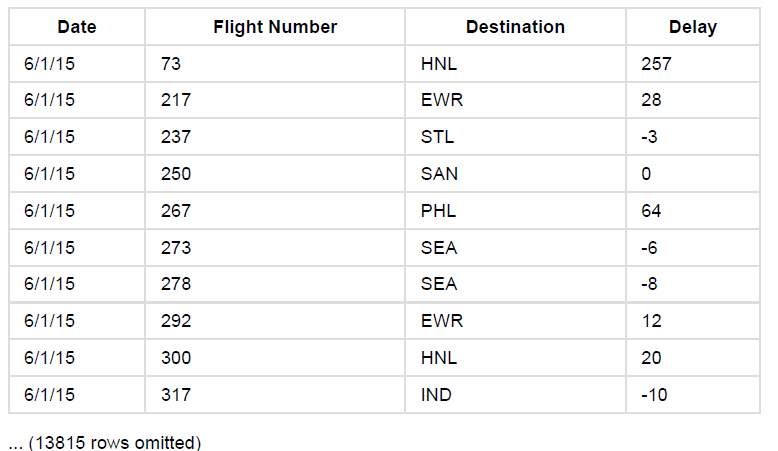 Date Flight Number Destination Delay
6/1/15 73 HNL 257
6/1/15 217 EWR 28
6/1/15 237 STL -3
6/1/15 250 SAN 0
6/1/15 267 PHL 64
6/1/15 273 SEA -6
6/1/15 278 SEA -8
6/1/15 292 EWR 12
6/1/15 300 HNL 20
6/1/15 317 IND -10
... (13815 rows omitted)